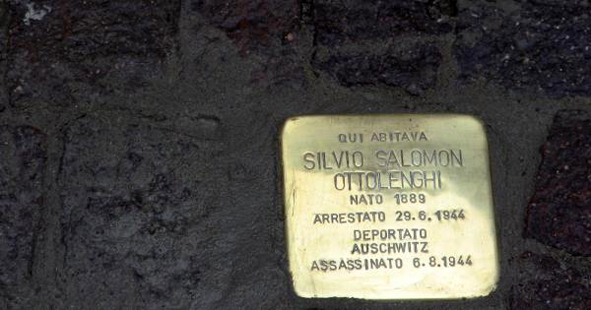 QUI ABITAVA
SILVIO SALOMON
OTTOLENGHI
NATO 1889
ARRESTATO 29.6.1944
DEPORTATO
AUSCHWITZ
ASSASSINATO 6.8.1944